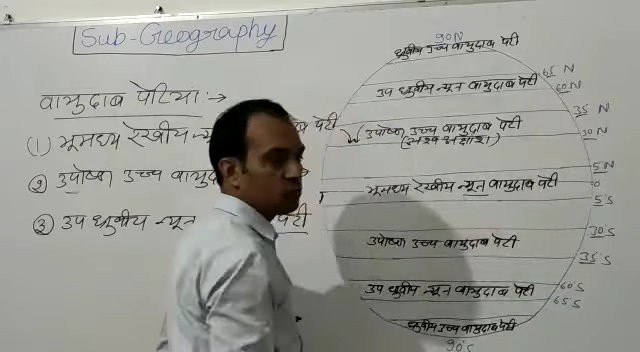 Sub-Geography
वायुदाब पेटियाँ :→
(1) भूमध्य रेखीय न्यू
दाब पेटी
(2) उपोष्ण उच्च वायुदा
(3) उप ध्रुवीय न्यून
पेटी
90°N
ध्रुवीय उच्च वायुदाब पेटी
65 N
उप ध्रुवीय न्यून वायुदाब पेटी
60 N
35 N
उपोष्ण उच्च वायुदाब पेटी
30 N
(अश्व अक्षांश)
5°N
भूमध्य रेखीय न्यून वायुदाब पेटी
0
5°S
30°S
उपोष्ण उच्च वायुदाब पेटी
35°S
60°S
उप ध्रुवीय न्यून वायुदाब पेटी
65°S
ध्रुवीय उच्च वायुदाब पेटी
90°S